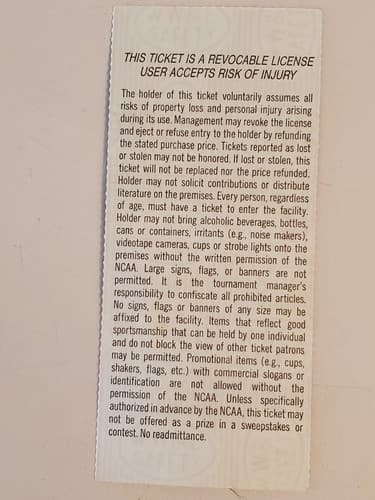 THIS TICKET IS A REVOCABLE LICENSE
USER ACCEPTS RISK OF INJURY
The holder of this ticket voluntarily assumes all
risks of property loss and personal injury arising
during its use. Management may revoke the license
and eject or refuse entry to the holder by refunding
the stated purchase price. Tickets reported as lost
or stolen may not be honored. If lost or stolen, this
ticket will not be replaced nor the price refunded.
Holder may not solicit contributions or distribute
literature on the premises. Every person, regardless
of age, must have a ticket to enter the facility.
Holder may not bring alcoholic beverages, bottles,
cans or containers, irritants (e.g., noise makers),
videotape cameras, cups or strobe lights onto the
premises without the written permission of the
NCAA. Large signs, flags, or banners are not
permitted. It is the tournament manager's
responsibility to confiscate all prohibited articles.
No signs, flags or banners of any size may be
affixed to the facility. Items that reflect good
sportsmanship that can be held by one individual
and do not block the view of other ticket patrons
may be permitted. Promotional items (e.g., cups,
shakers, flags, etc.) with commercial slogans or
identification are not allowed without the
permission of the NCAA. Unless specifically
authorized in advance by the NCAA, this ticket may
not be offered as a prize in a sweepstakes or
contest. No readmittance.